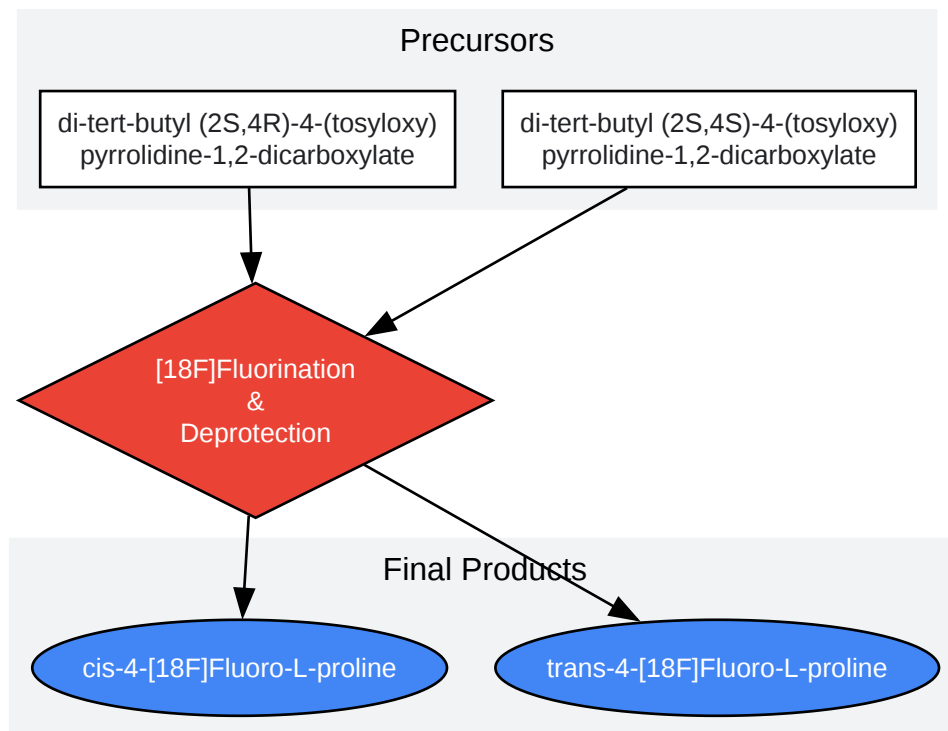 Precursors
di-tert-butyl (2S,4R)-4-(tosyloxy)
pyrrolidine-1,2-dicarboxylate
di-tert-butyl (2S,4S)-4-(tosyloxy)
pyrrolidine-1,2-dicarboxylate
[18F]Fluorination
&
Deprotection
Final Products
cis-4-[18F]Fluoro-L-proline
trans-4-[18F]Fluoro-L-proline